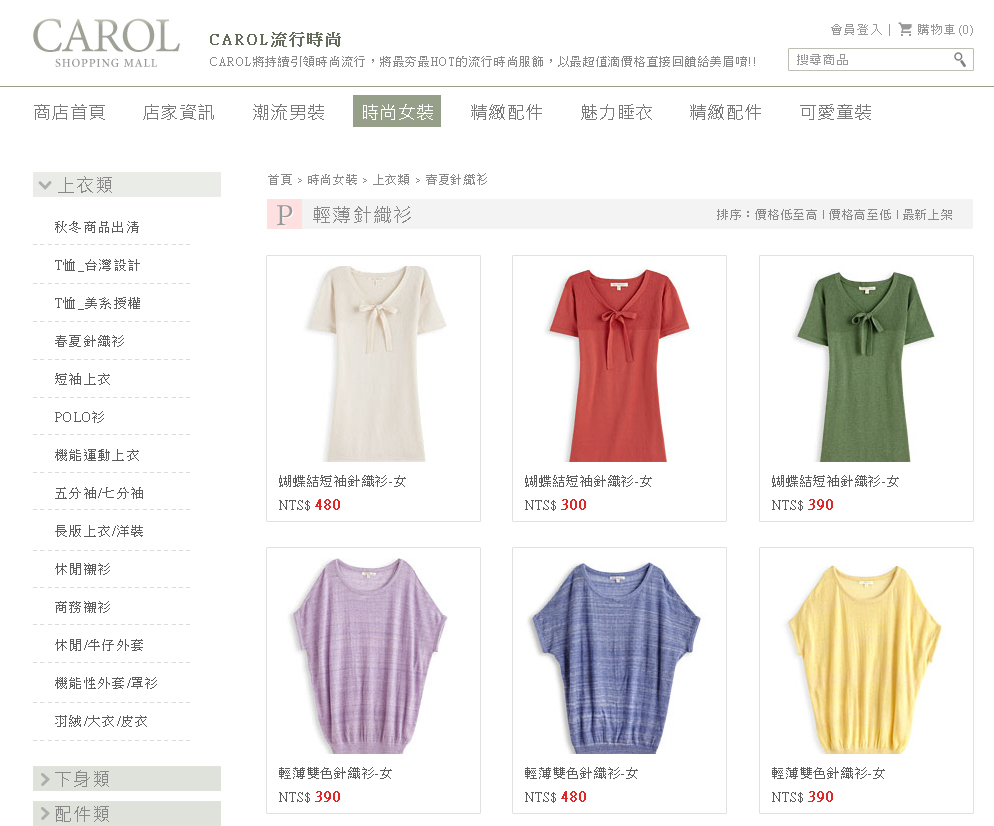 CAROL
SHOPPING MALL
CAROL流行時尚
CAROL將持續引領時尚流行，將最夯最HOT的流行時尚服飾，以最超值滴價格直接回饋給美眉唷!!
會員登入 | 購物車(0)
搜尋商品
商店首頁 店家資訊 潮流男裝 時尚女裝 精緻配件 魅力睡衣 精緻配件 可愛童裝
首頁 > 時尚女裝 > 上衣類 > 春夏針織衫
P 輕薄針織衫
排序：價格低至高 | 價格高至低 | 最新上架
上衣類
秋冬商品出清
T恤_台灣設計
T恤_美系授權
春夏針織衫
短袖上衣
POLO衫
機能運動上衣
五分袖/七分袖
長版上衣/洋裝
休閒襯衫
商務襯衫
休閒/牛仔外套
機能性外套/罩衫
羽絨/大衣/皮衣
下身類
配件類
蝴蝶結短袖針織衫-女
NTS$ 480
蝴蝶結短袖針織衫-女
NTS$ 300
蝴蝶結短袖針織衫-女
NTS$ 390
輕薄雙色針織衫-女
NTS$ 390
輕薄雙色針織衫-女
NTS$ 480
輕薄雙色針織衫-女
NTS$ 390